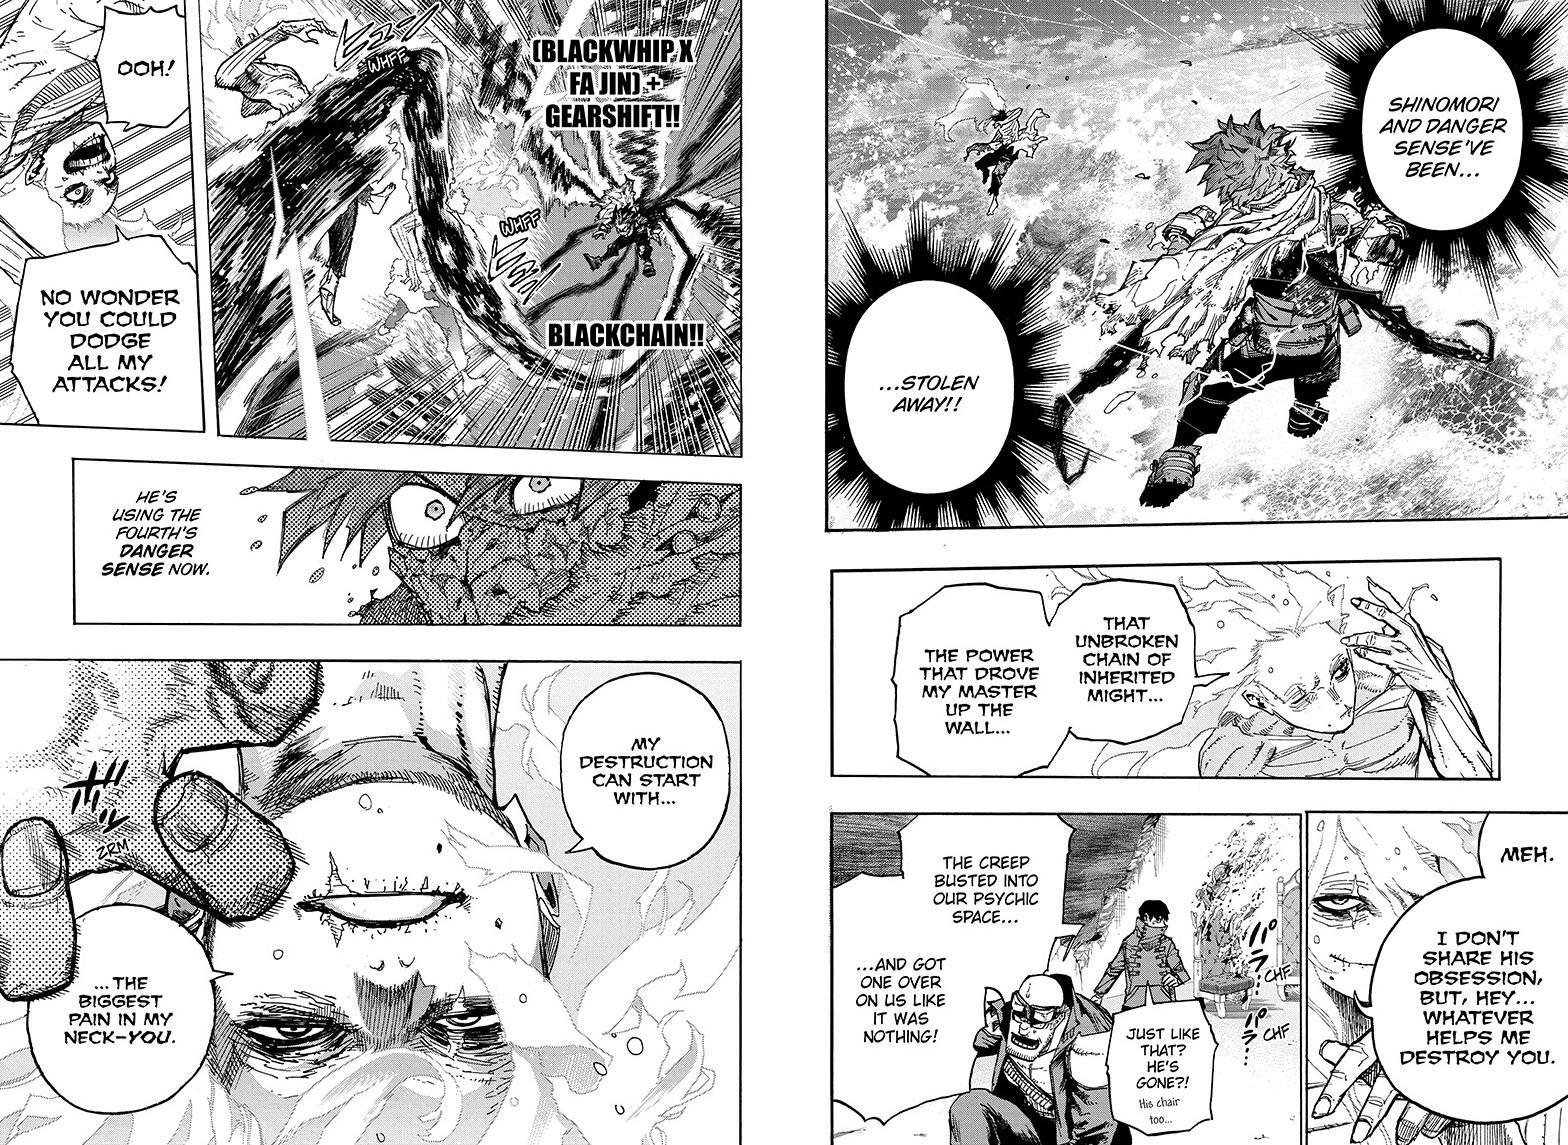 SHINOMORI
AND DANGER
SENSE'VE
BEEN...
...STOLEN
AWAY!!
THAT
UNBROKEN
CHAIN OF
INHERITED
MIGHT...
THE POWER
THAT DROVE
MY MASTER
UP THE
WALL...
MEH.
I DON'T
SHARE HIS
OBSESSION,
BUT, HEY...
WHATEVER
HELPS ME
DESTROY YOU.
THE CREEP
BUSTED INTO
OUR PSYCHIC
SPACE...
...AND GOT
ONE OVER
ON US LIKE
IT WAS
NOTHING!
CHF
CHF
JUST LIKE
THAT?
HE'S
GONE?!
His chair
too...
(BLACKWHIP X
FA JIN) +
GEARSHIFT!!
WHFF
WHFF
BLACKCHAIN!!
OOH!
NO WONDER
YOU COULD
DODGE
ALL MY
ATTACKS!
HE'S
USING THE
FOURTH'S
DANGER
SENSE NOW.
MY
DESTRUCTION
CAN START
WITH...
ZRM
...THE
BIGGEST
PAIN IN MY
NECK–YOU.